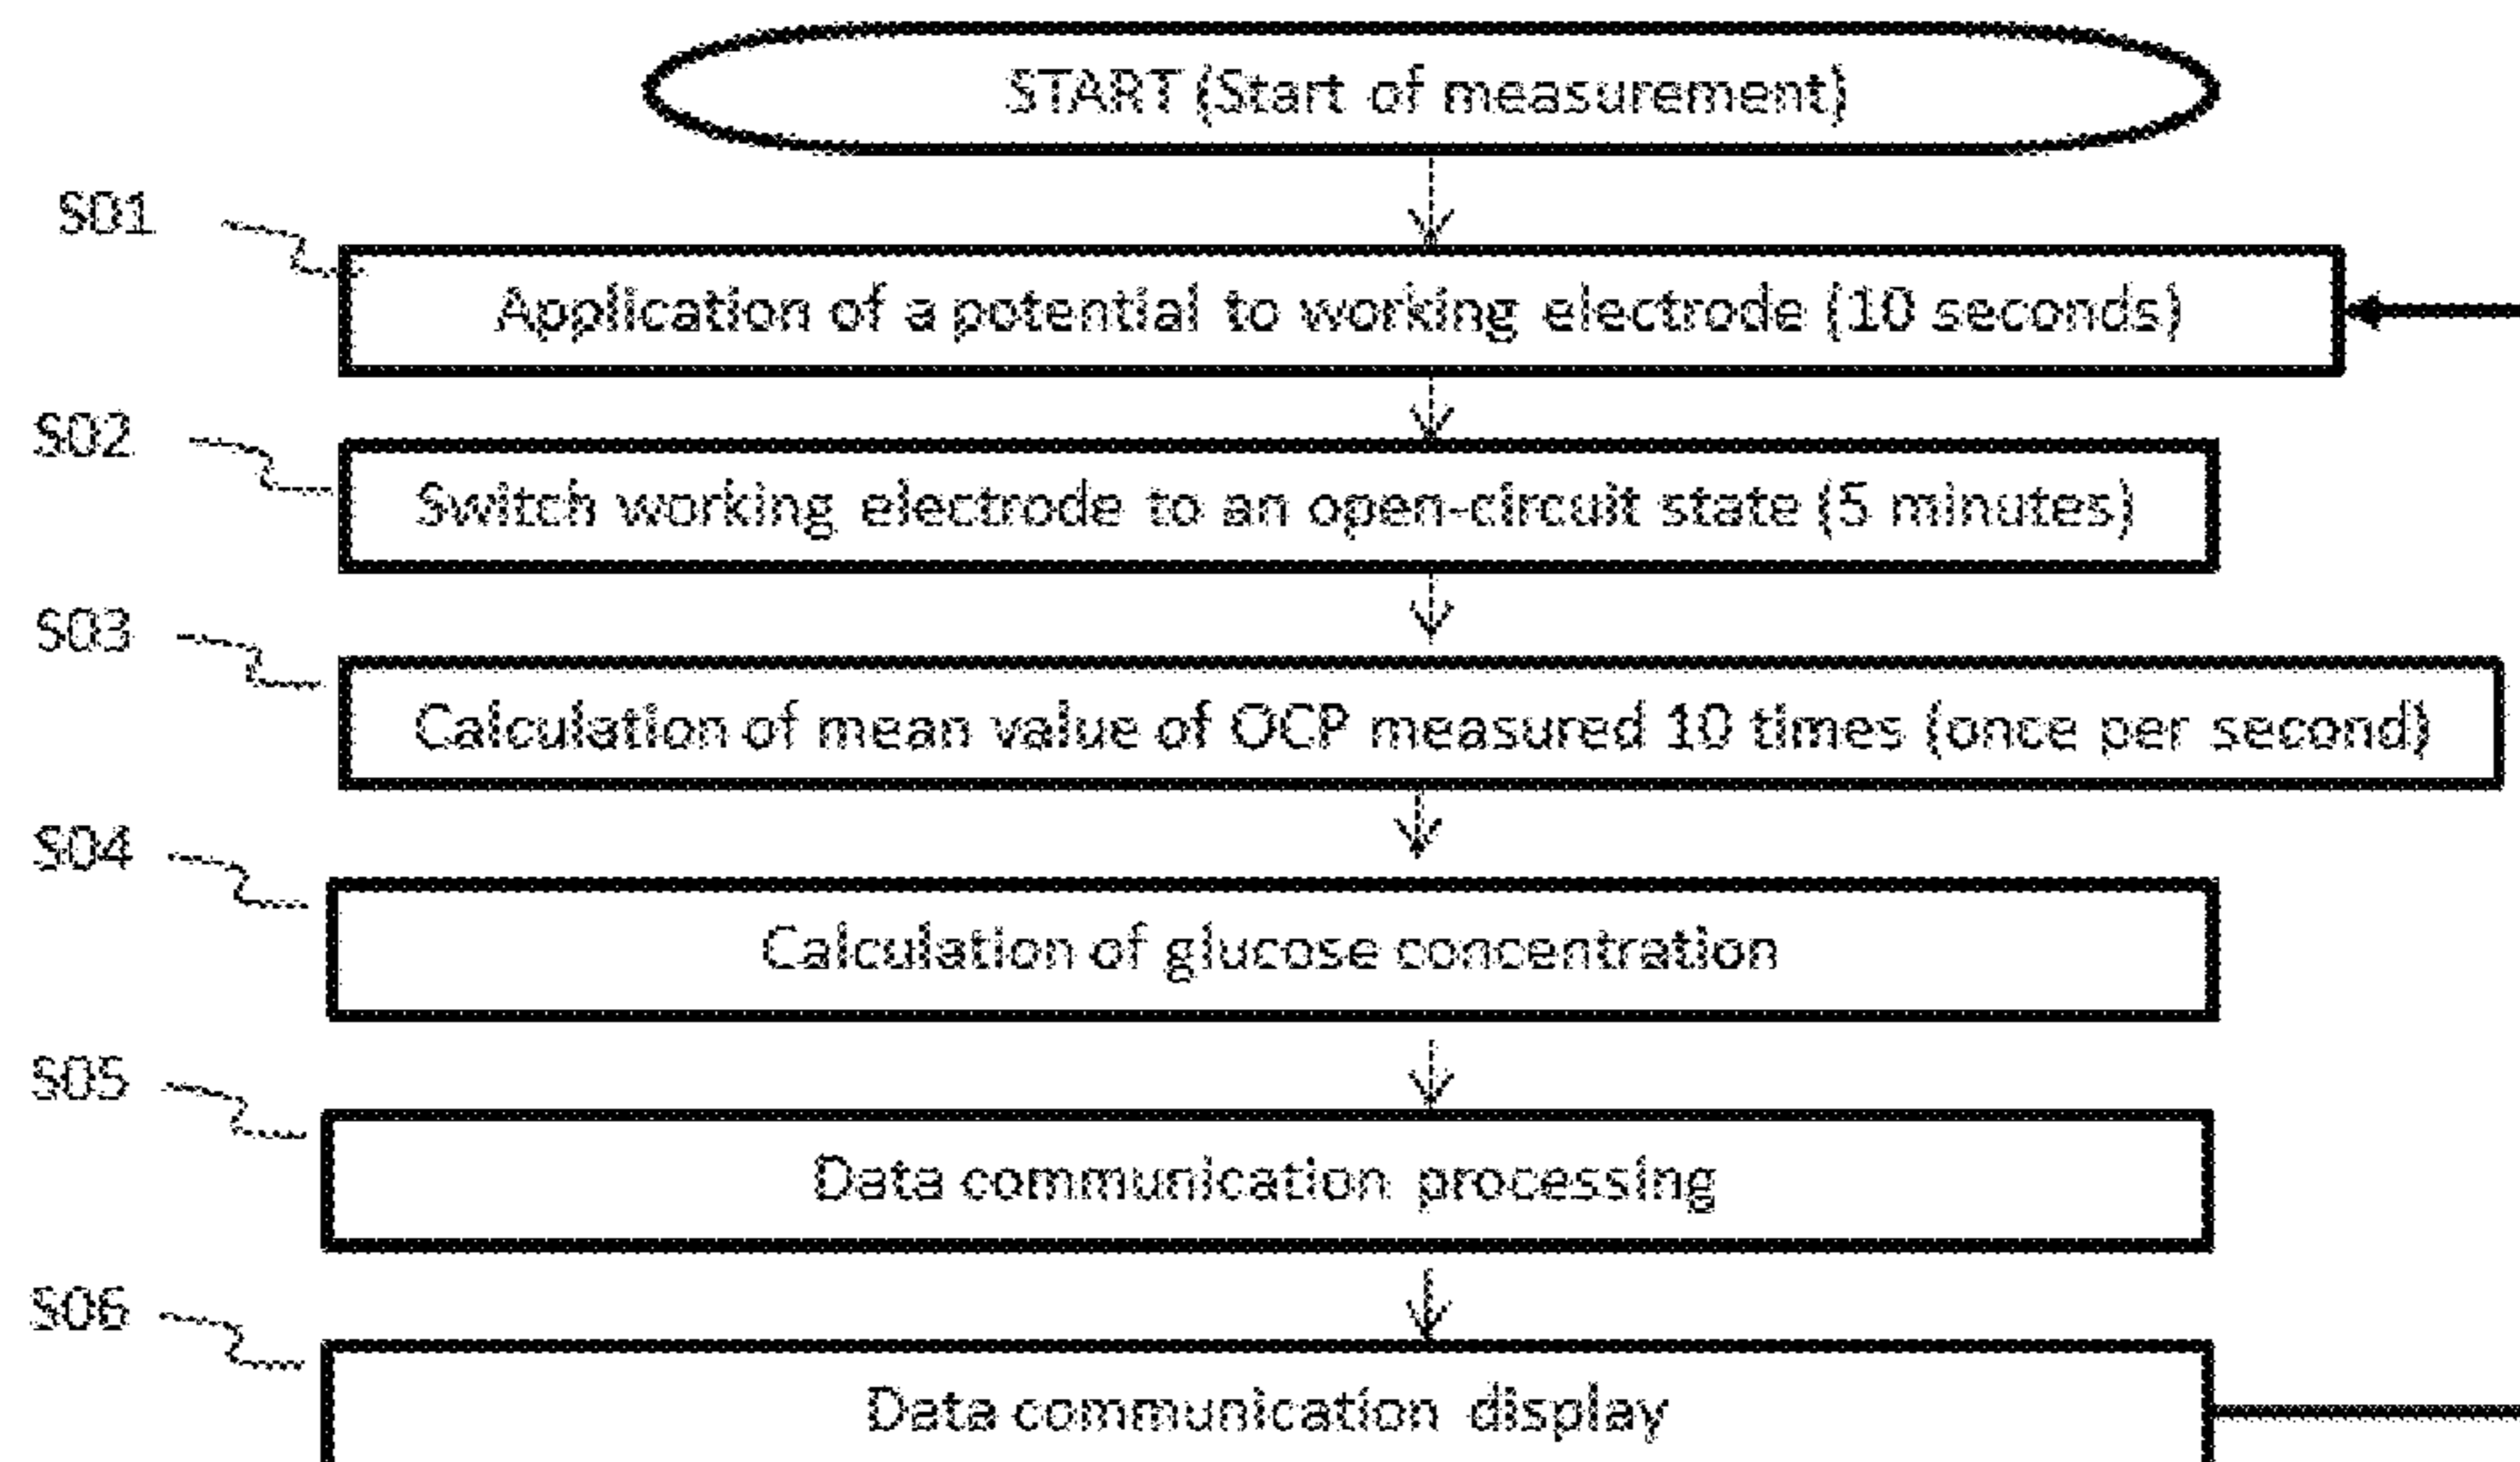 START (Start of measurement)
S01
Application of a potential to working electrode (10 seconds)
S02
Switch working electrode to an open-circuit state (5 minutes)
S03
Calculation of mean value of OCP measured 10 times (once per second)
S04
Calculation of glucose concentration
S05
Data communication processing
S06
Data communication display